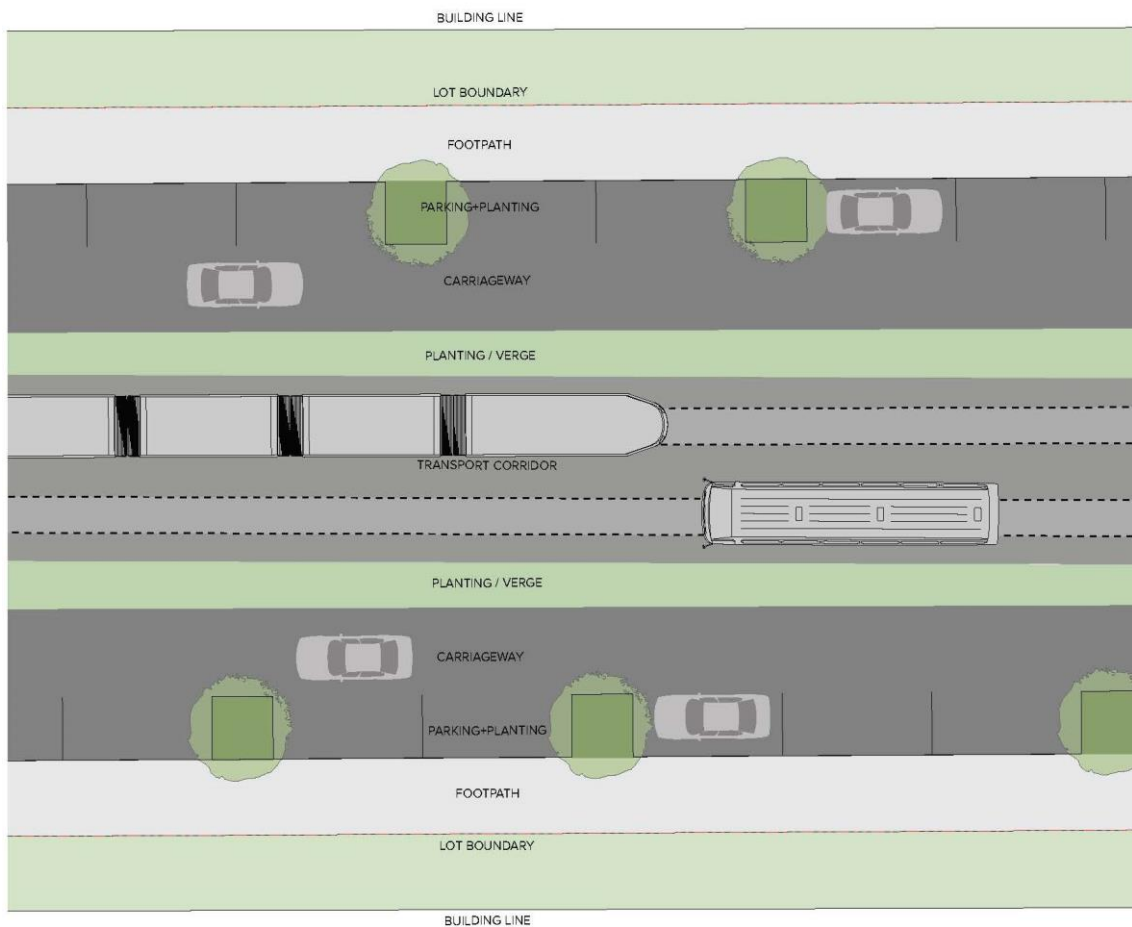 BUILDING LINE
LOT BOUNDARY
FOOTPATH
PARKING+PLANTING
CARRIAGEWAY
PLANTING / VERGE
TRANSPORT CORRIDOR
PLANTING / VERGE
CARRIAGEWAY
PARKING+PLANTING
FOOTPATH
LOT BOUNDARY
BUILDING LINE